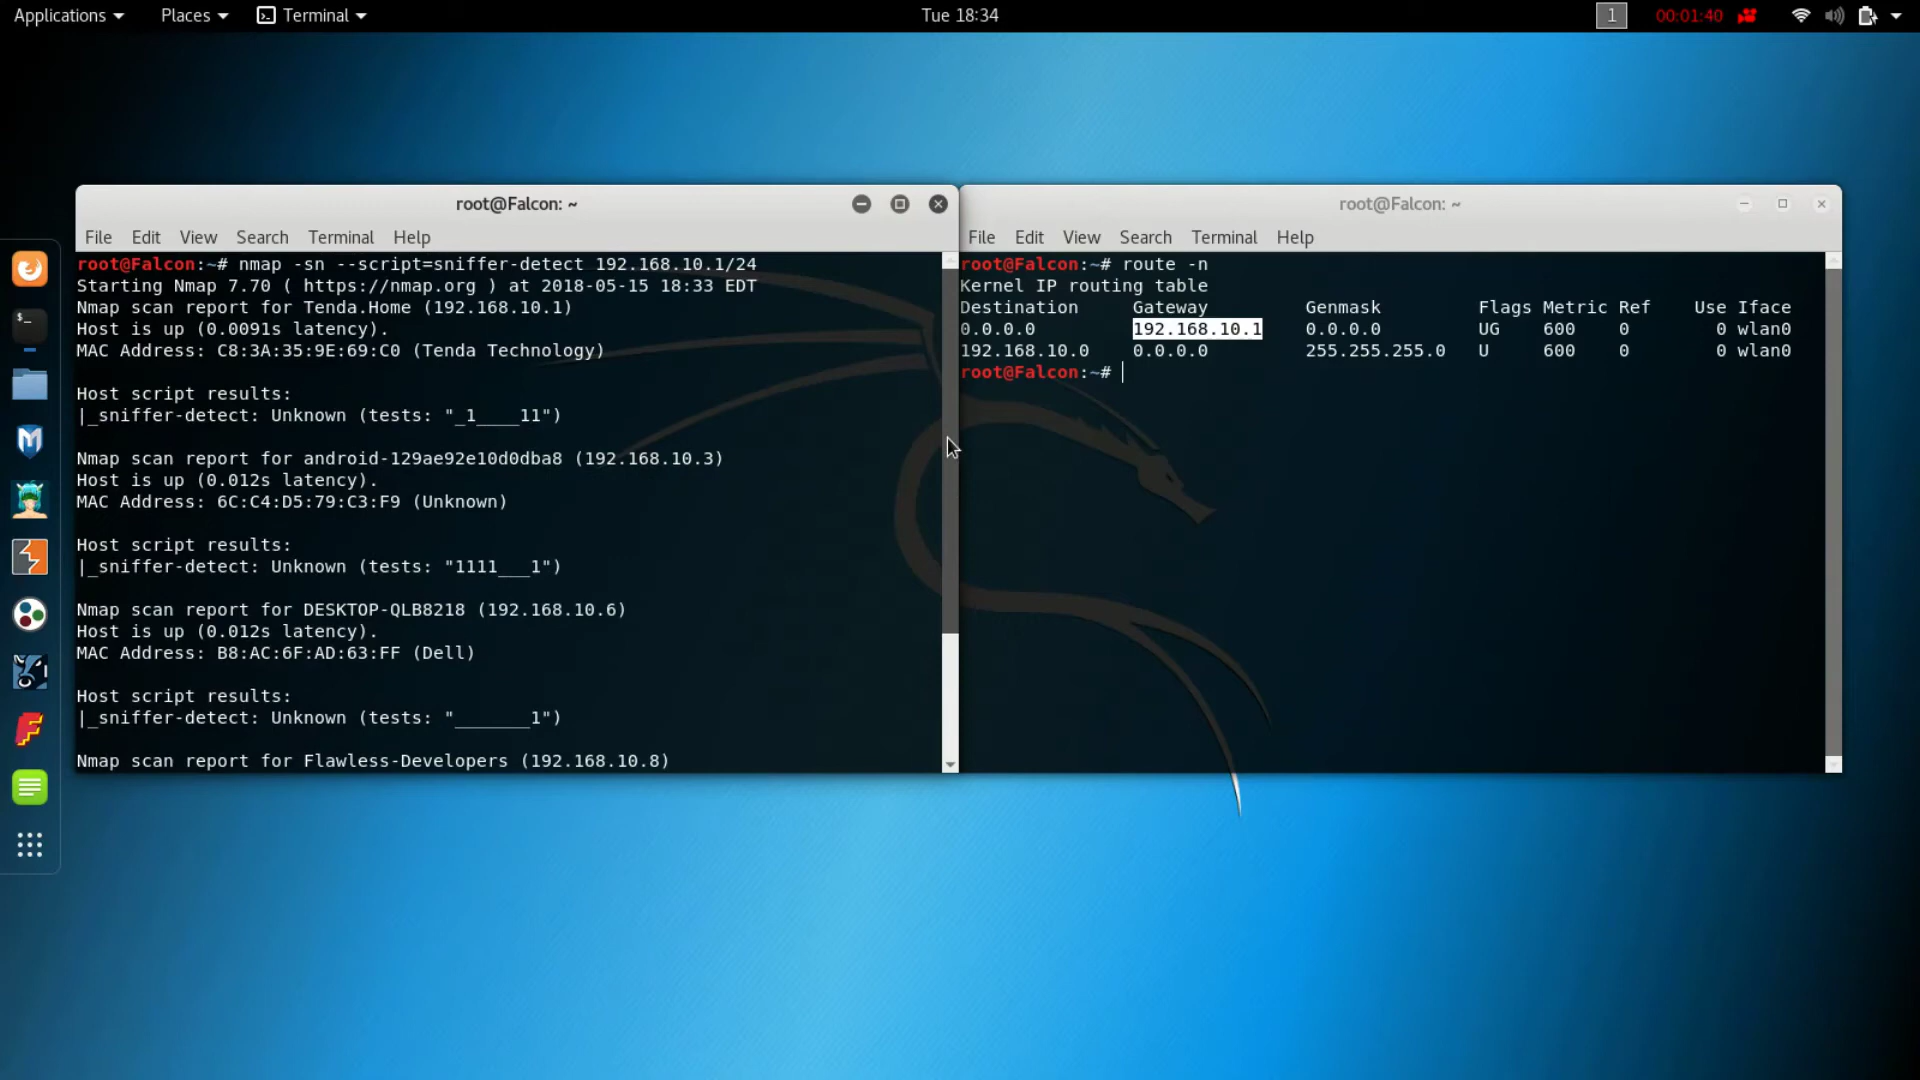 Applications Places Terminal Tue 18:34 1 00:01:40
root@Falcon: ~
File Edit View Search Terminal Help
root@Falcon:~# nmap -sn --script=sniffer-detect 192.168.10.1/24
Starting Nmap 7.70 ( https://nmap.org ) at 2018-05-15 18:33 EDT
Nmap scan report for Tenda.Home (192.168.10.1)
Host is up (0.0091s latency).
MAC Address: C8:3A:35:9E:69:C0 (Tenda Technology)
Host script results:
|_sniffer-detect: Unknown (tests: "_1____11")
Nmap scan report for android-129ae92e10d0dba8 (192.168.10.3)
Host is up (0.012s latency).
MAC Address: 6C:C4:D5:79:C3:F9 (Unknown)
Host script results:
|_sniffer-detect: Unknown (tests: "1111___1")
Nmap scan report for DESKTOP-QLB8218 (192.168.10.6)
Host is up (0.012s latency).
MAC Address: B8:AC:6F:AD:63:FF (Dell)
Host script results:
|_sniffer-detect: Unknown (tests: "_______1")
Nmap scan report for Flawless-Developers (192.168.10.8)
root@Falcon: ~
File Edit View Search Terminal Help
root@Falcon:~# route -n
Kernel IP routing table
Destination Gateway Genmask Flags Metric Ref Use Iface
0.0.0.0 192.168.10.1 0.0.0.0 UG 600 0 0 wlan0
192.168.10.0 0.0.0.0 255.255.255.0 U 600 0 0 wlan0
root@Falcon:~#